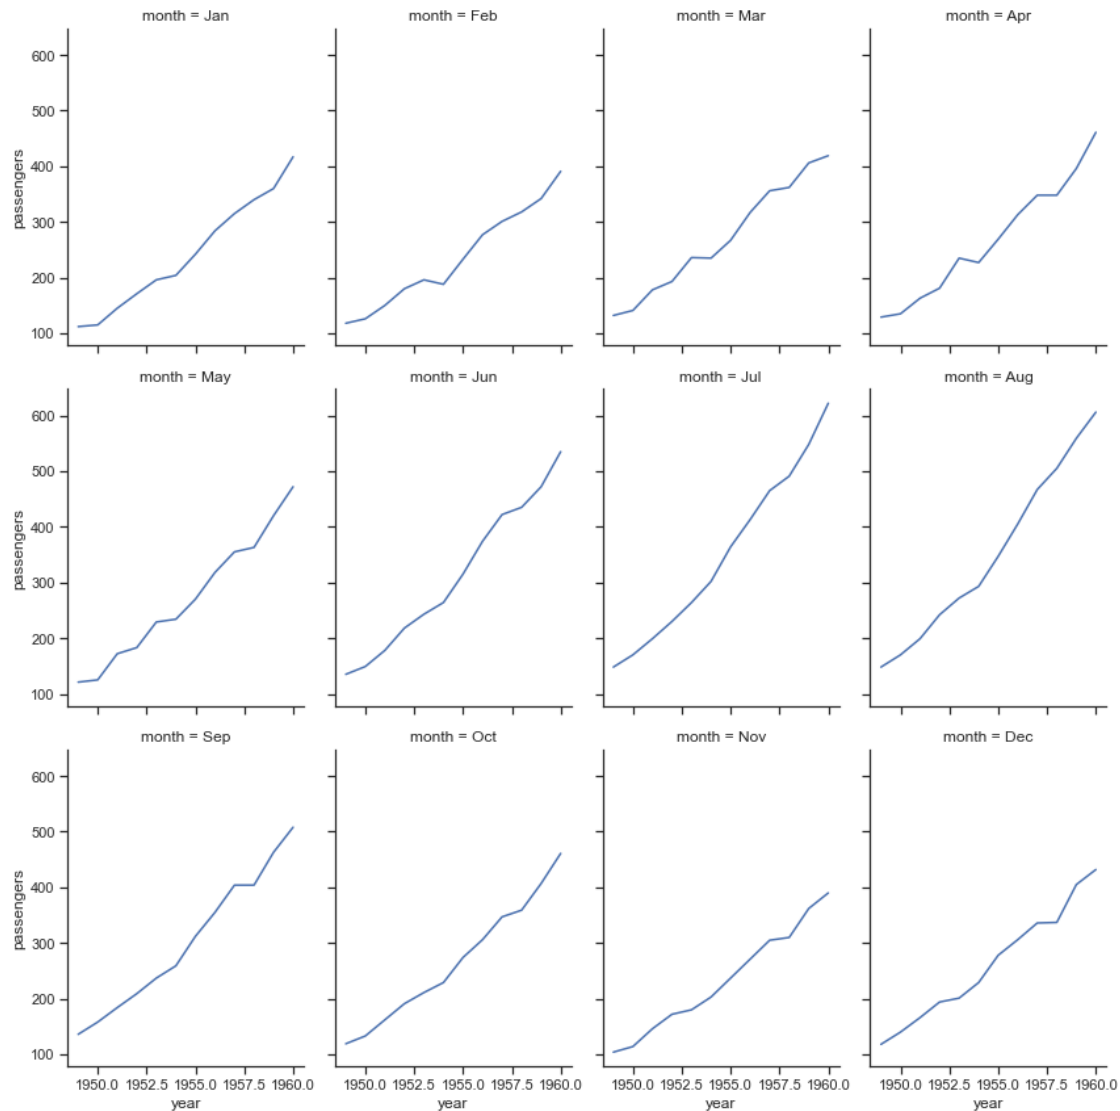 month = Jan
month = Feb
month = Mar
month = Apr
600
500
400
300
200
100
passengers
month = May
month = Jun
month = Jul
month = Aug
600
500
400
300
200
100
passengers
month = Sep
month = Oct
month = Nov
month = Dec
600
500
400
300
200
100
passengers
1950.0 1952.5 1955.0 1957.5 1960.0
year
1950.0 1952.5 1955.0 1957.5 1960.0
year
1950.0 1952.5 1955.0 1957.5 1960.0
year
1950.0 1952.5 1955.0 1957.5 1960.0
year